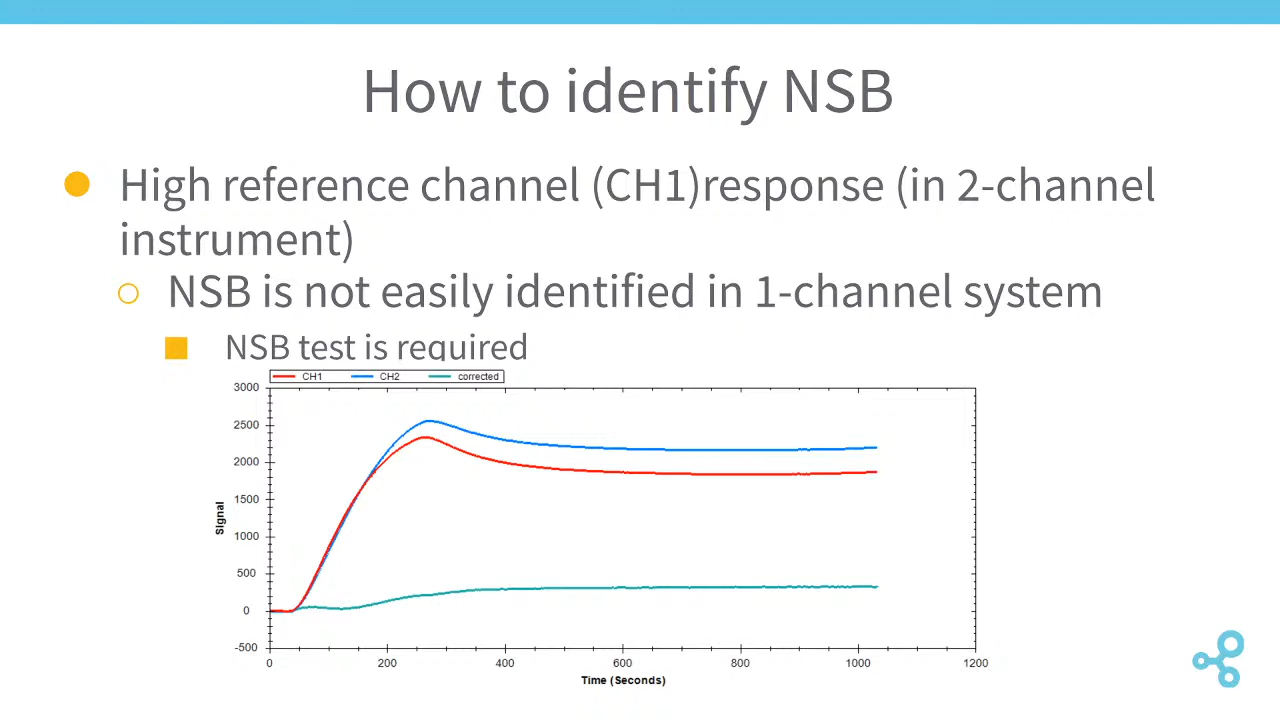 How to identify NSB
High reference channel (CH1)response (in 2-channel
instrument)
NSB is not easily identified in 1-channel system
NSB test is required
CH1 CH2 corrected
3000
2500
2000
1500
1000
500
0
-500
Signal
0 200 400 600 800 1000 1200
Time (Seconds)